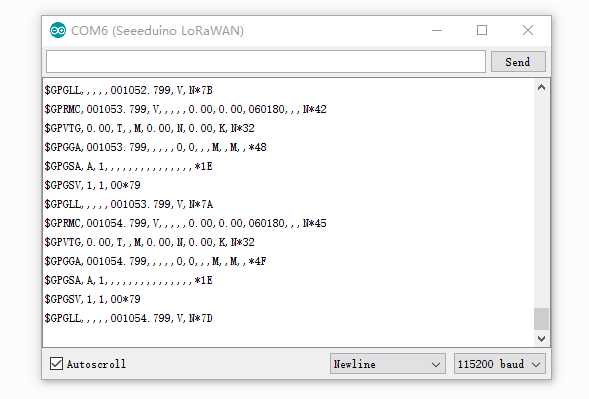 COM6 (Seeeduino LoRaWAN)
Send
$GPGLL,,,,,001052.799,V,N*7B
$GPRMC,001053.799,V,,,,,0.00,0.00,060180,,,N*42
$GPVTG,0.00,T,,M,0.00,N,0.00,K,N*32
$GPGGA,001053.799,,,,,0,0,,,M,,M,,*48
$GPGSA,A,1,,,,,,,,,,,,,,,*1E
$GPGSV,1,1,00*79
$GPGLL,,,,,001053.799,V,N*7A
$GPRMC,001054.799,V,,,,,0.00,0.00,060180,,,N*45
$GPVTG,0.00,T,,M,0.00,N,0.00,K,N*32
$GPGGA,001054.799,,,,,0,0,,,M,,M,,*4F
$GPGSA,A,1,,,,,,,,,,,,,,,*1E
$GPGSV,1,1,00*79
$GPGLL,,,,,001054.799,V,N*7D
Autoscroll
Newline
115200 baud